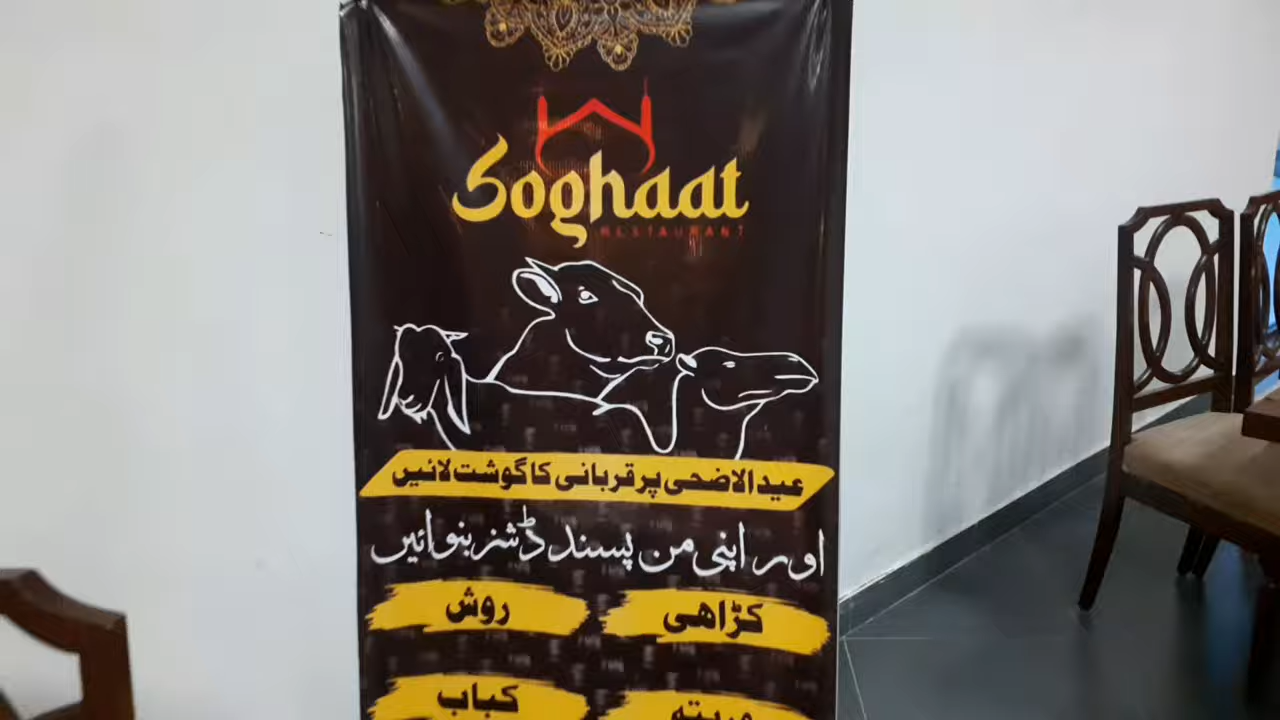 Soghaat
RESTAURANT
عیدالاضحی پر قربانی کا گوشت لائیں
اور اپنی من پسند ڈشز بنوائیں
کڑاھی روش
کباب